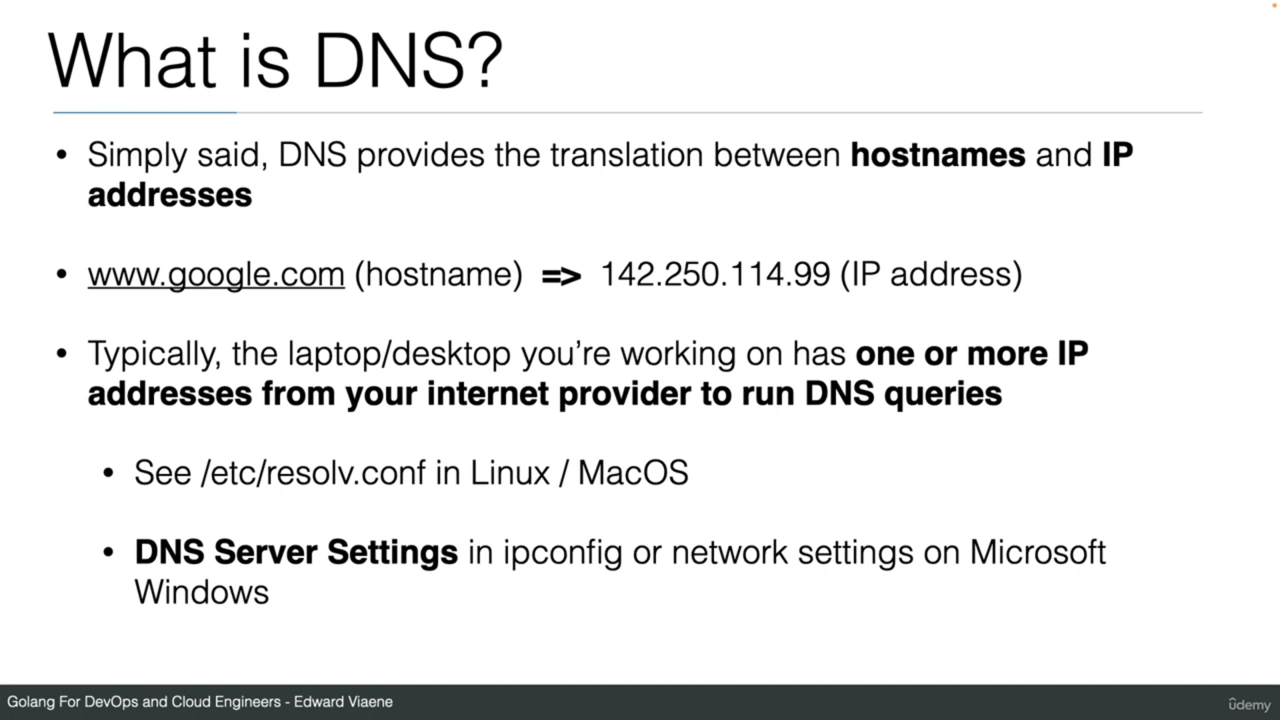 What is DNS?
• Simply said, DNS provides the translation between hostnames and IP
addresses
• www.google.com (hostname) => 142.250.114.99 (IP address)
• Typically, the laptop/desktop you’re working on has one or more IP
addresses from your internet provider to run DNS queries
• See /etc/resolv.conf in Linux / MacOS
• DNS Server Settings in ipconfig or network settings on Microsoft
Windows
Golang For DevOps and Cloud Engineers - Edward Viaene
ûdemy